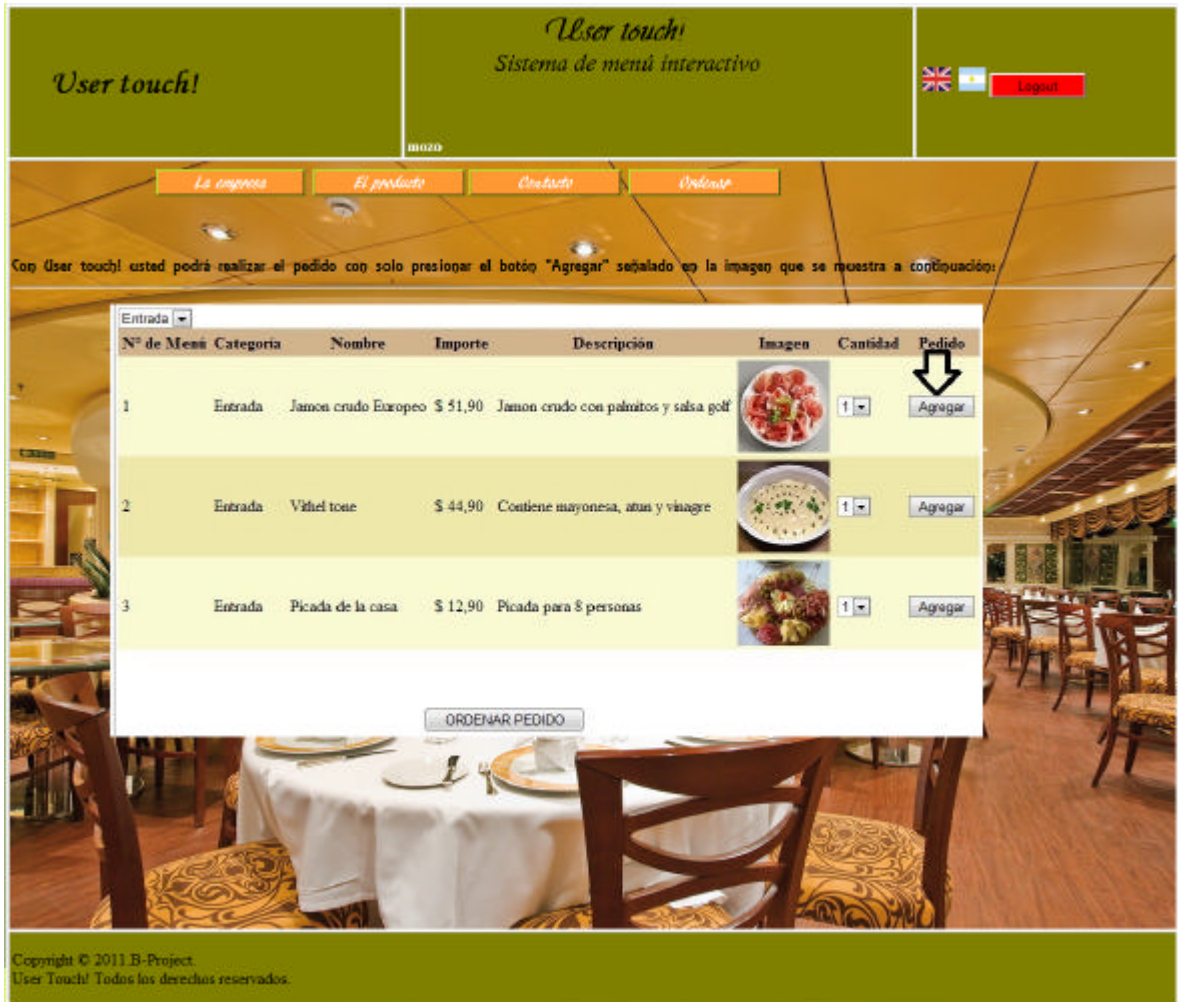 User touch!
User touch!
Sistema de menú interactivo
mozo
Logout
La empresa El producto Contacto Ordenar
Con User touch! usted podrá realizar el pedido con solo presionar el botón "Agregar" señalado en la imagen que se muestra a continuación:
Entrada
Nº de Menú Categoría Nombre Importe Descripción Imagen Cantidad Pedido
1 Entrada Jamon crudo Europeo $ 51,90 Jamon crudo con palmitos y salsa golf 1 Agregar
2 Entrada Vithel tone $ 44,90 Contiene mayonesa, atun y vinagre 1 Agregar
3 Entrada Picada de la casa $ 12,90 Picada para 8 personas 1 Agregar
ORDENAR PEDIDO
Copyright © 2011 B-Project.
User Touch! Todos los derechos reservados.